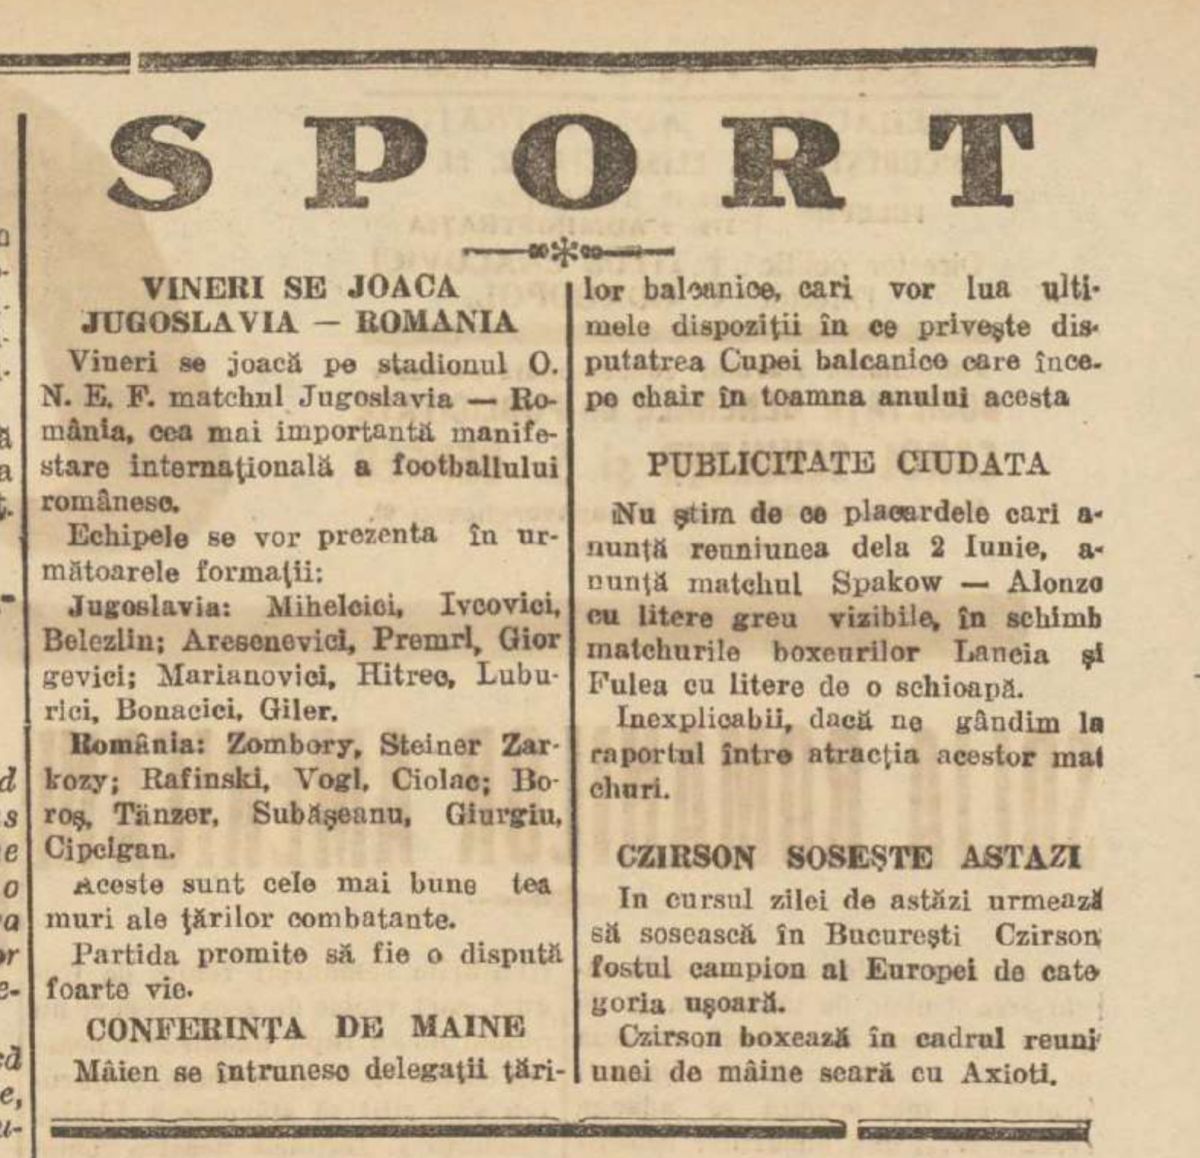 SPORT
VINERI SE JOACA
JUGOSLAVIA — ROMANIA
Vineri se joacă pe stadionul O.
N. E. F. matchul Jugoslavia — Ro-
mânia, cea mai importantă manife-
stare internaţională a footballului
românesc.
Echipele se vor prezenta în ur-
mătoarele formaţii:
Jugoslavia: Mihelcici, Ivcovici,
Belezlin; Aresenevici, Premrl, Gior
gevici; Marianovici, Hitrec, Lubu-
rici, Bonacici, Giler.
România: Zombory, Steiner Zar-
kozy; Rafinski, Vogl, Ciolac; Bo-
roş, Tänzer, Subăşeanu, Giurgiu,
Cipcigan.
Aceste sunt cele mai bune tea
muri ale ţărilor combatante.
Partida promite să fie o dispută
foarte vie.
CONFERINŢA DE MAINE
Mâien se întrunesc delegaţii ţări-
lor balcanice, cari vor lua ulti-
mele dispoziţii în ce priveşte dis-
putatrea Cupei balcanice care înce-
pe chair în toamna anului acesta
PUBLICITATE CIUDATA
Nu ştim de ce placardele cari a-
nunţă reuniunea dela 2 Iunie, a-
nunţă matchul Spakow — Alonzo
cu litere greu vizibile, în schimb
matchurile boxeurilor Lancia şi
Fulea cu litere de o schioapă.
Inexplicabil, dacă ne gândim la
raportul între atracţia acestor mat
churi.
CZIRSON SOSEŞTE ASTAZI
In cursul zilei de astăzi urmează
să sosească în Bucureşti Czirson
fostul campion al Europei de cate
goria uşoară.
Czirson boxează în cadrul reuni
unei de mâine seară cu Axioti.